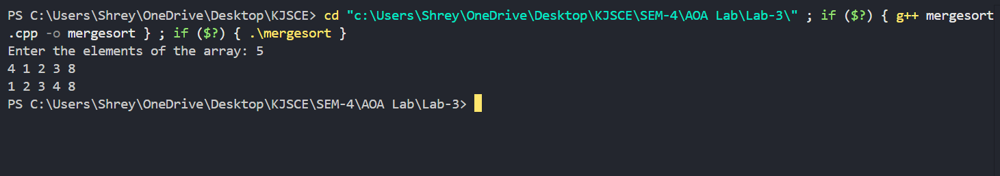 PS C:\Users\Shrey\OneDrive\Desktop\KJSCE> cd "c:\Users\Shrey\OneDrive\Desktop\KJSCE\SEM-4\AOA Lab\Lab-3\" ; if ($?) { g++ mergesort
.cpp -o mergesort } ; if ($?) { .\mergesort }
Enter the elements of the array: 5
4 1 2 3 8
1 2 3 4 8
PS C:\Users\Shrey\OneDrive\Desktop\KJSCE\SEM-4\AOA Lab\Lab-3>